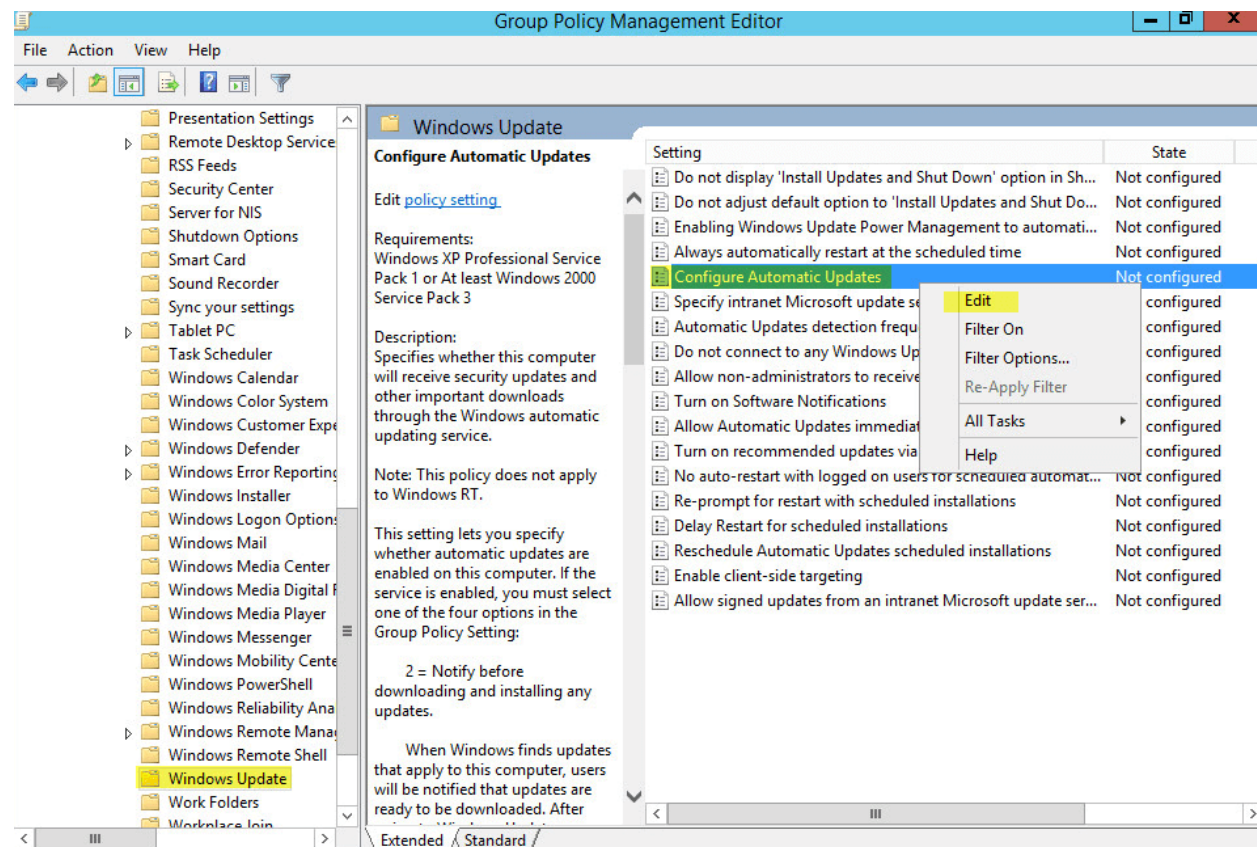 Group Policy Management Editor
File Action View Help
Presentation Settings
Remote Desktop Service
RSS Feeds
Security Center
Server for NIS
Shutdown Options
Smart Card
Sound Recorder
Sync your settings
Tablet PC
Task Scheduler
Windows Calendar
Windows Color System
Windows Customer Expe
Windows Defender
Windows Error Reporting
Windows Installer
Windows Logon Options
Windows Mail
Windows Media Center
Windows Media Digital
Windows Media Player
Windows Messenger
Windows Mobility Cente
Windows PowerShell
Windows Reliability Ana
Windows Remote Manag
Windows Remote Shell
Windows Update
Work Folders
Workplace Join
Windows Update
Configure Automatic Updates
Edit policy setting
Requirements:
Windows XP Professional Service
Pack 1 or At least Windows 2000
Service Pack 3
Description:
Specifies whether this computer
will receive security updates and
other important downloads
through the Windows automatic
updating service.
Note: This policy does not apply
to Windows RT.
This setting lets you specify
whether automatic updates are
enabled on this computer. If the
service is enabled, you must select
one of the four options in the
Group Policy Setting:
2 = Notify before
downloading and installing any
updates.
When Windows finds updates
that apply to this computer, users
will be notified that updates are
ready to be downloaded. After
Extended Standard
Setting State
Do not display 'Install Updates and Shut Down' option in Sh... Not configured
Do not adjust default option to 'Install Updates and Shut Do... Not configured
Enabling Windows Update Power Management to automati... Not configured
Always automatically restart at the scheduled time Not configured
Configure Automatic Updates Not configured
Specify intranet Microsoft update se configured
Automatic Updates detection frequ configured
Do not connect to any Windows Up configured
Allow non-administrators to receive configured
Turn on Software Notifications configured
Allow Automatic Updates immediat configured
Turn on recommended updates via configured
No auto-restart with logged on users for scheduled automat... Not configured
Re-prompt for restart with scheduled installations Not configured
Delay Restart for scheduled installations Not configured
Reschedule Automatic Updates scheduled installations Not configured
Enable client-side targeting Not configured
Allow signed updates from an intranet Microsoft update ser... Not configured
Edit
Filter On
Filter Options...
Re-Apply Filter
All Tasks
Help